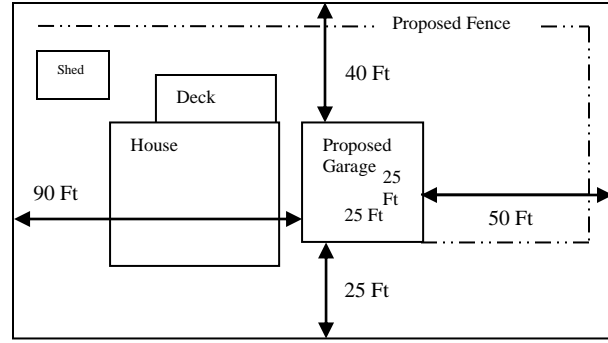 Proposed Fence
Shed
40 Ft
Deck
House
Proposed
Garage
25
Ft
25 Ft
90 Ft
50 Ft
25 Ft